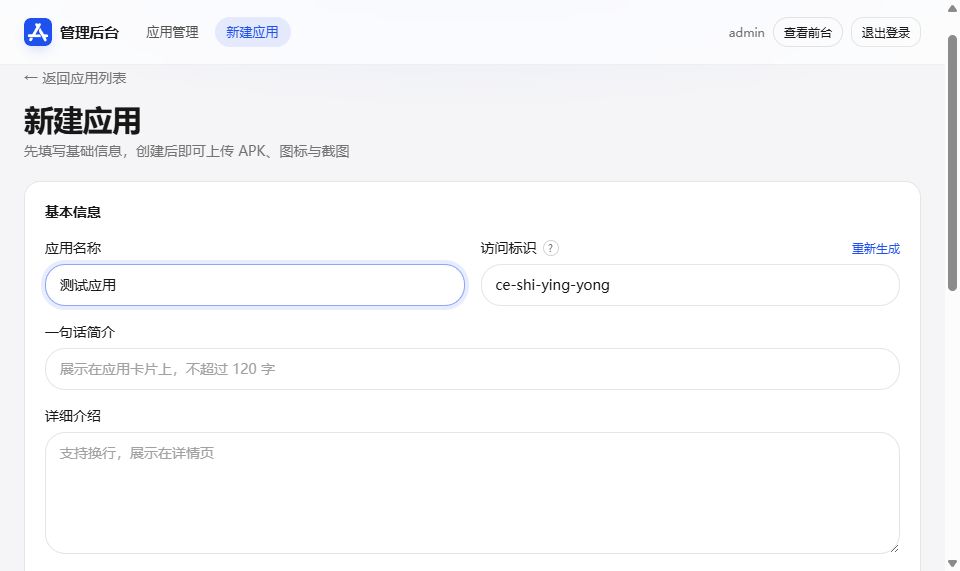 管理后台 应用管理 新建应用 admin 查看前台 退出登录
← 返回应用列表
新建应用
先填写基础信息，创建后即可上传 APK、图标与截图
基本信息
应用名称 访问标识 ? 重新生成
测试应用 ce-shi-ying-yong
一句话简介
展示在应用卡片上，不超过 120 字
详细介绍
支持换行，展示在详情页